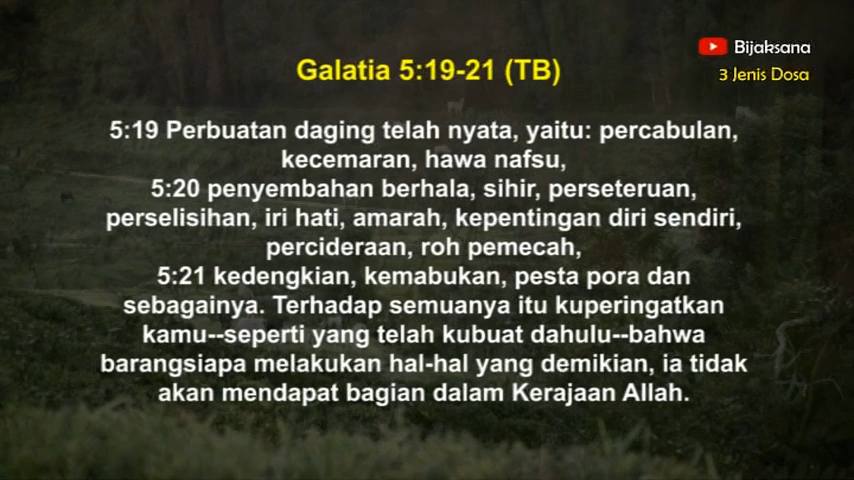 Bijaksana
3 Jenis Dosa
Galatia 5:19-21 (TB)
5:19 Perbuatan daging telah nyata, yaitu: percabulan,
kecemaran, hawa nafsu,
5:20 penyembahan berhala, sihir, perseteruan,
perselisihan, iri hati, amarah, kepentingan diri sendiri,
percideraan, roh pemecah,
5:21 kedengkian, kemabukan, pesta pora dan
sebagainya. Terhadap semuanya itu kuperingatkan
kamu--seperti yang telah kubuat dahulu--bahwa
barangsiapa melakukan hal-hal yang demikian, ia tidak
akan mendapat bagian dalam Kerajaan Allah.